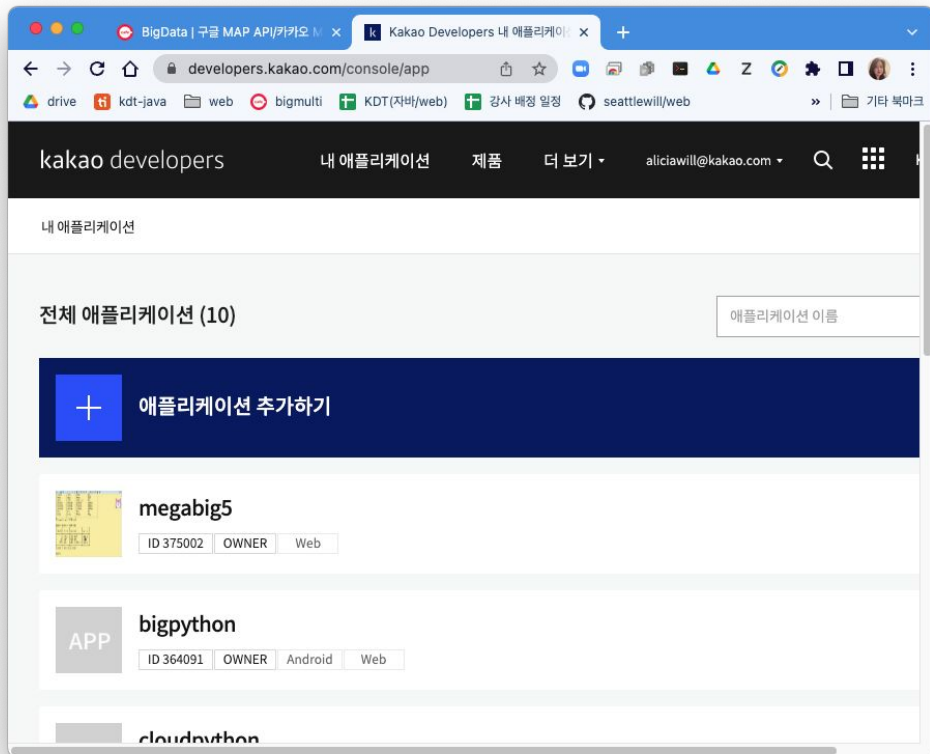 BigData | 구글 MAP API/카카오 M
k Kakao Developers 내 애플리케이션
developers.kakao.com/console/app
Z
drive
kdt-java
web
bigmulti
KDT(자바/web)
강사 배정 일정
seattlewill/web
»
기타 북마크
kakao developers
내 애플리케이션
제품
더 보기
aliciawill@kakao.com
내 애플리케이션
전체 애플리케이션 (10)
애플리케이션 이름
애플리케이션 추가하기
megabig5
ID 375002 OWNER Web
APP
bigpython
ID 364091 OWNER Android Web
cloudpython